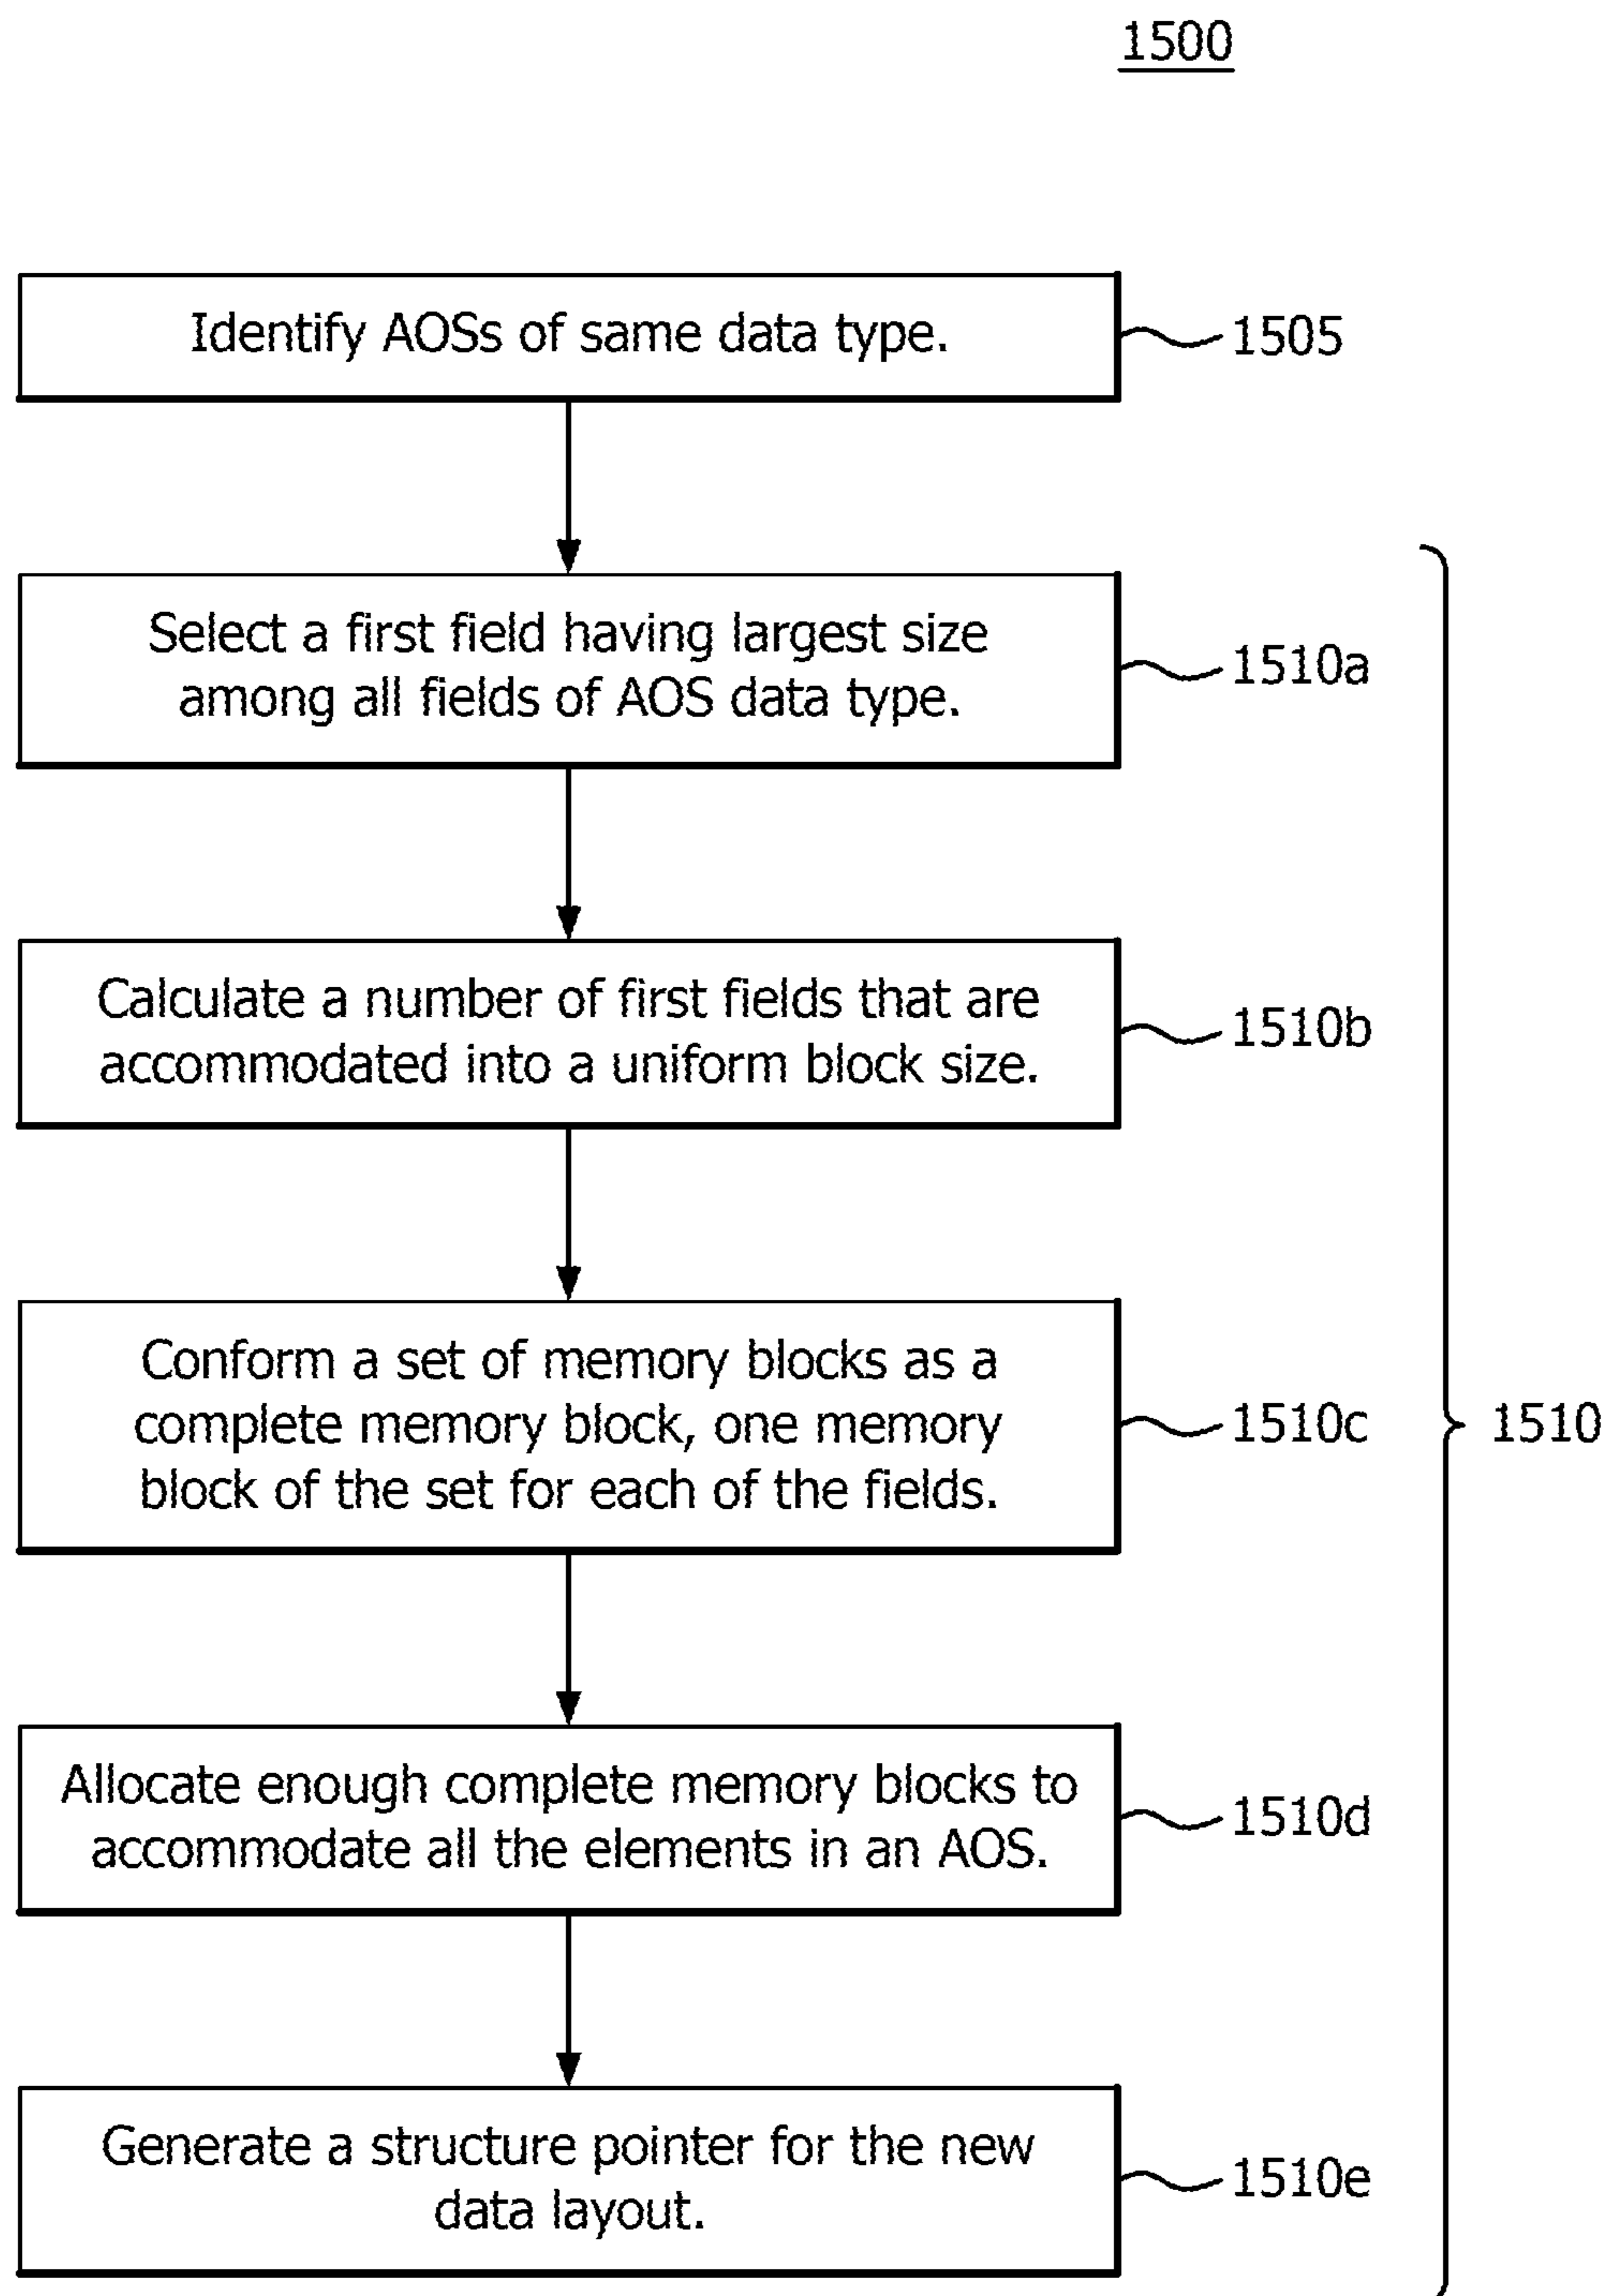 1500
Identify AOSs of same data type.
1505
Select a first field having largest size
among all fields of AOS data type.
1510a
Calculate a number of first fields that are
accommodated into a uniform block size.
1510b
Conform a set of memory blocks as a
complete memory block, one memory
block of the set for each of the fields.
1510c
1510
Allocate enough complete memory blocks to
accommodate all the elements in an AOS.
1510d
Generate a structure pointer for the new
data layout.
1510e